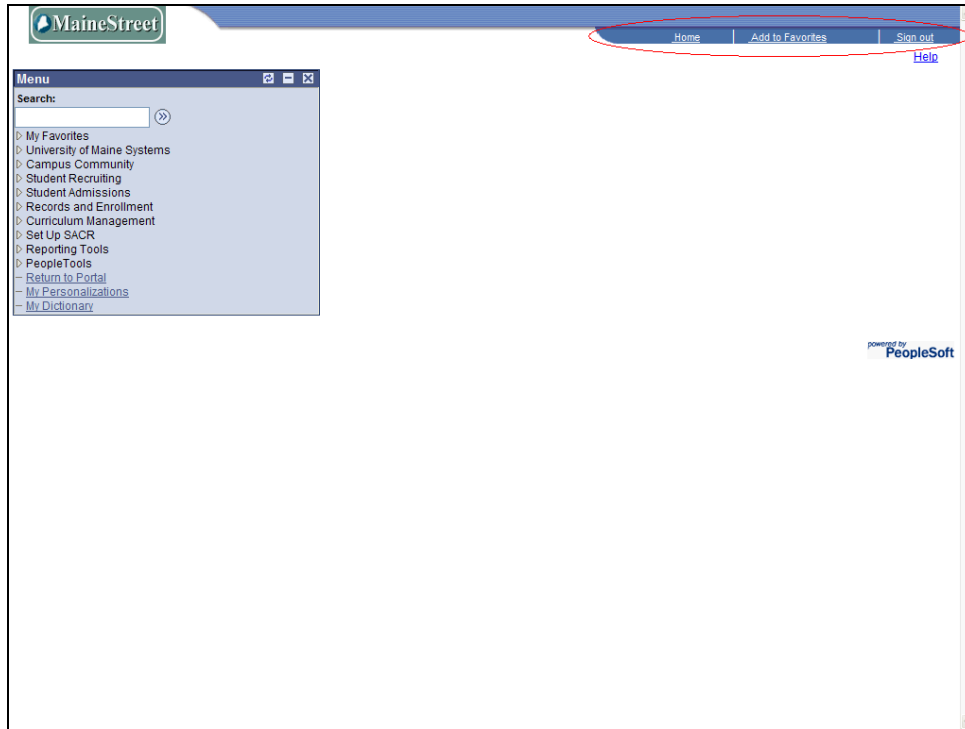 MaineStreet
Home Add to Favorites Sign out
Help
Menu
Search:
My Favorites
University of Maine Systems
Campus Community
Student Recruiting
Student Admissions
Records and Enrollment
Curriculum Management
Set Up SACR
Reporting Tools
PeopleTools
Return to Portal
My Personalizations
My Dictionary
powered by
PeopleSoft